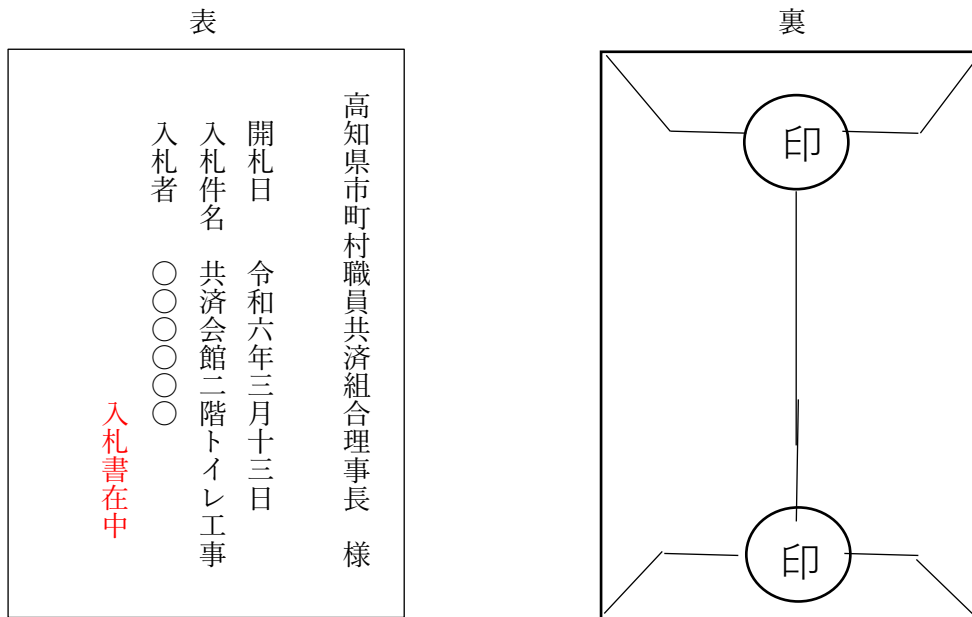 表
高知県市町村職員共済組合理事長　様
開札日　令和六年三月十三日
入札件名　共済会館二階トイレ工事
入札者　〇〇〇〇〇〇
入札書在中
裏
印
印